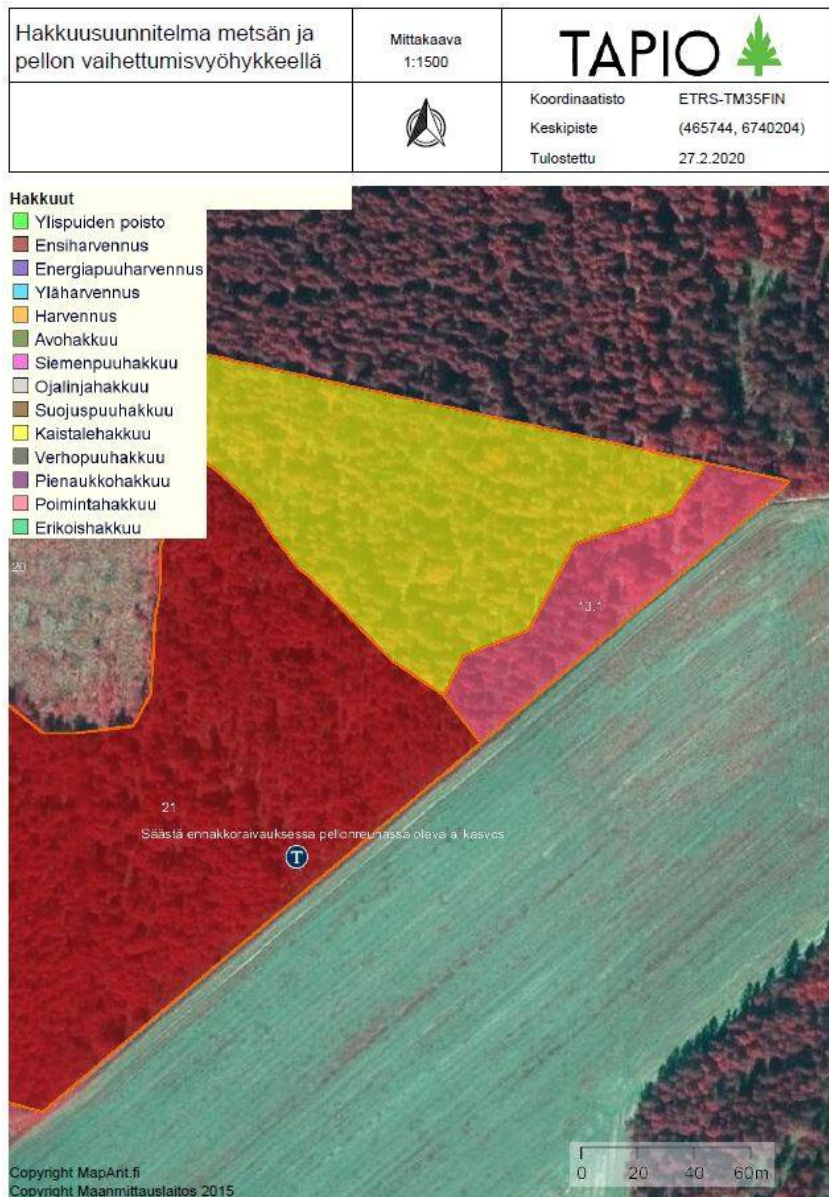 Hakkuusuunnitelma metsän ja
pellon vaihettumisvyöhykkeellä
Mittakaava
1:1500
TAPIO
Koordinaatisto ETRS-TM35FIN
Keskipiste (465744, 6740204)
Tulostettu 27.2.2020
Hakkuut
Ylispuiden poisto
Ensiharvennus
Energiapuuharvennus
Yläharvennus
Harvennus
Avohakkuu
Siemenpuuhakkuu
Ojalinjahakkuu
Suojuspuuhakkuu
Kaistalehakkuu
Verhopuuhakkuu
Pienaukkohakkuu
Poimintahakkuu
Erikoishakkuu
20
13.1
21
Säästä ennakkoraivauksessa pellonreunassa oleva alikasvos
T
0 20 40 60m
Copyright MapAnt.fi
Copyright Maanmittauslaitos 2015